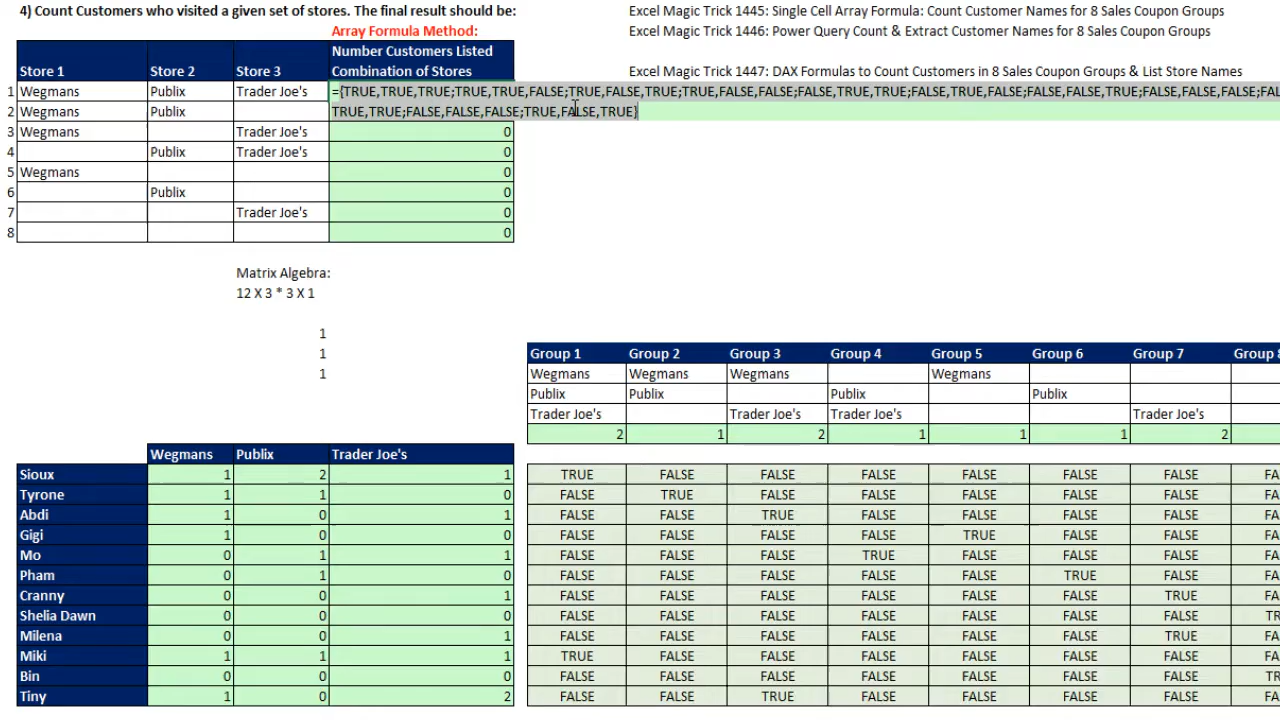 4) Count Customers who visited a given set of stores. The final result should be:
Excel Magic Trick 1445: Single Cell Array Formula: Count Customer Names for 8 Sales Coupon Groups
Array Formula Method:
Excel Magic Trick 1446: Power Query Count & Extract Customer Names for 8 Sales Coupon Groups
Number Customers Listed
Store 1 Store 2 Store 3 Combination of Stores
Excel Magic Trick 1447: DAX Formulas to Count Customers in 8 Sales Coupon Groups & List Store Names
1 Wegmans Publix Trader Joe's ={TRUE,TRUE,TRUE;TRUE,TRUE,FALSE;TRUE,FALSE,TRUE;TRUE,FALSE,FALSE;FALSE,TRUE,TRUE;FALSE,TRUE,FALSE;FALSE,FALSE,TRUE;FALSE,FALSE,FALSE;
2 Wegmans Publix TRUE,TRUE;FALSE,FALSE,FALSE;TRUE,FALSE,TRUE}
3 Wegmans Trader Joe's 0
4 Publix Trader Joe's 0
5 Wegmans 0
6 Publix 0
7 Trader Joe's 0
8 0
Matrix Algebra:
12 X 3 * 3 X 1
1
1
1
Group 1 Group 2 Group 3 Group 4 Group 5 Group 6 Group 7 Group
Wegmans Wegmans Wegmans Wegmans
Publix Publix Publix Publix
Trader Joe's Trader Joe's Trader Joe's Trader Joe's
2 1 2 1 1 1 2
Wegmans Publix Trader Joe's
Sioux 1 2 1 TRUE FALSE FALSE FALSE FALSE FALSE FALSE
Tyrone 1 1 0 FALSE TRUE FALSE FALSE FALSE FALSE FALSE
Abdi 1 0 1 FALSE FALSE TRUE FALSE FALSE FALSE FALSE
Gigi 1 0 0 FALSE FALSE FALSE FALSE TRUE FALSE FALSE
Mo 0 1 1 FALSE FALSE FALSE TRUE FALSE FALSE FALSE
Pham 0 1 0 FALSE FALSE FALSE FALSE FALSE TRUE FALSE
Cranny 0 0 1 FALSE FALSE FALSE FALSE FALSE FALSE TRUE
Shelia Dawn 0 0 0 FALSE FALSE FALSE FALSE FALSE FALSE FALSE
Milena 0 0 1 FALSE FALSE FALSE FALSE FALSE FALSE TRUE
Miki 1 1 1 TRUE FALSE FALSE FALSE FALSE FALSE FALSE
Bin 0 0 0 FALSE FALSE FALSE FALSE FALSE FALSE FALSE
Tiny 1 0 2 FALSE FALSE TRUE FALSE FALSE FALSE FALSE